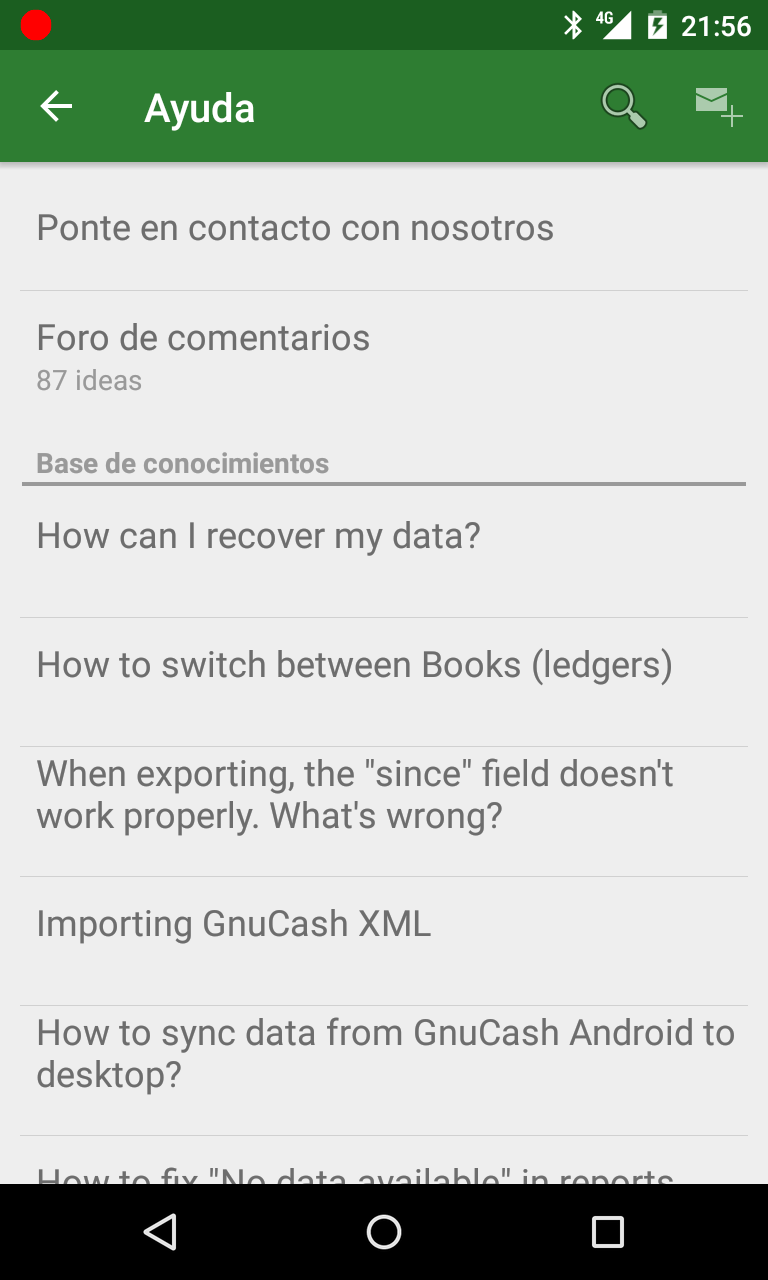 4G 21:56
Ayuda
Ponte en contacto con nosotros
Foro de comentarios
87 ideas
Base de conocimientos
How can I recover my data?
How to switch between Books (ledgers)
When exporting, the "since" field doesn't
work properly. What's wrong?
Importing GnuCash XML
How to sync data from GnuCash Android to
desktop?
How to fix "No data available" in reports